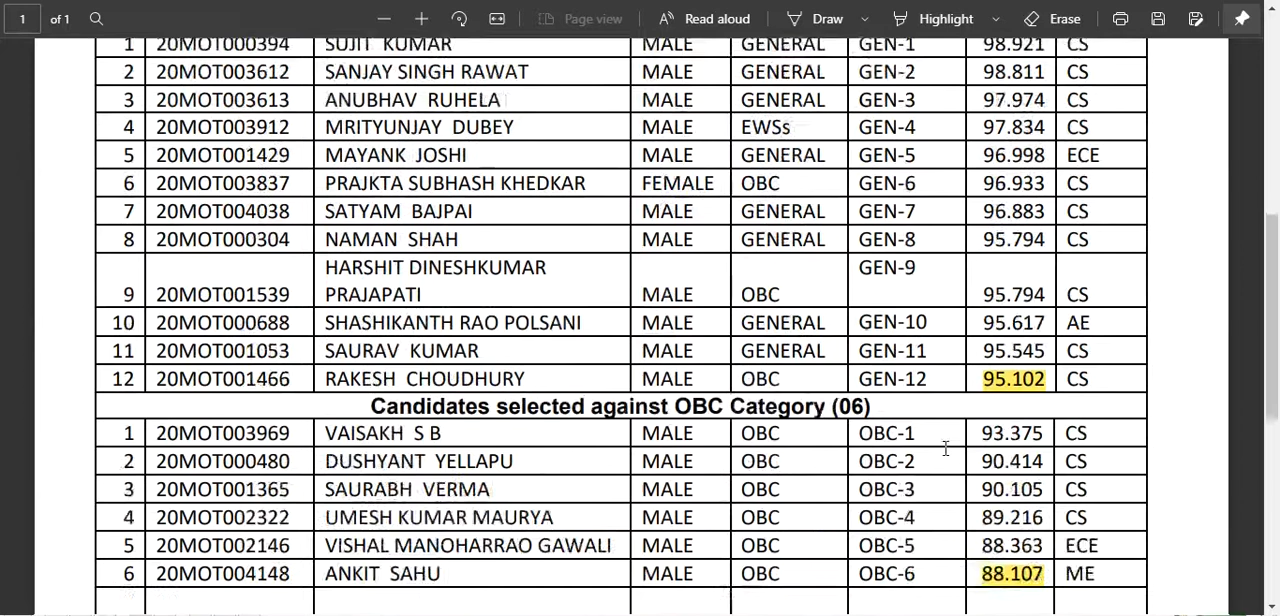 1 of 1 Page view Read aloud Draw Highlight Erase
1 20MOT000394 SUJIT KUMAR MALE GENERAL GEN-1 98.921 CS
2 20MOT003612 SANJAY SINGH RAWAT MALE GENERAL GEN-2 98.811 CS
3 20MOT003613 ANUBHAV RUHELA MALE GENERAL GEN-3 97.974 CS
4 20MOT003912 MRITYUNJAY DUBEY MALE EWSs GEN-4 97.834 CS
5 20MOT001429 MAYANK JOSHI MALE GENERAL GEN-5 96.998 ECE
6 20MOT003837 PRAJKTA SUBHASH KHEDKAR FEMALE OBC GEN-6 96.933 CS
7 20MOT004038 SATYAM BAJPAI MALE GENERAL GEN-7 96.883 CS
8 20MOT000304 NAMAN SHAH MALE GENERAL GEN-8 95.794 CS
HARSHIT DINESHKUMAR GEN-9
9 20MOT001539 PRAJAPATI MALE OBC 95.794 CS
10 20MOT000688 SHASHIKANTH RAO POLSANI MALE GENERAL GEN-10 95.617 AE
11 20MOT001053 SAURAV KUMAR MALE GENERAL GEN-11 95.545 CS
12 20MOT001466 RAKESH CHOUDHURY MALE OBC GEN-12 95.102 CS
Candidates selected against OBC Category (06)
1 20MOT003969 VAISAKH S B MALE OBC OBC-1 93.375 CS
2 20MOT000480 DUSHYANT YELLAPU MALE OBC OBC-2 90.414 CS
3 20MOT001365 SAURABH VERMA MALE OBC OBC-3 90.105 CS
4 20MOT002322 UMESH KUMAR MAURYA MALE OBC OBC-4 89.216 CS
5 20MOT002146 VISHAL MANOHARRAO GAWALI MALE OBC OBC-5 88.363 ECE
6 20MOT004148 ANKIT SAHU MALE OBC OBC-6 88.107 ME